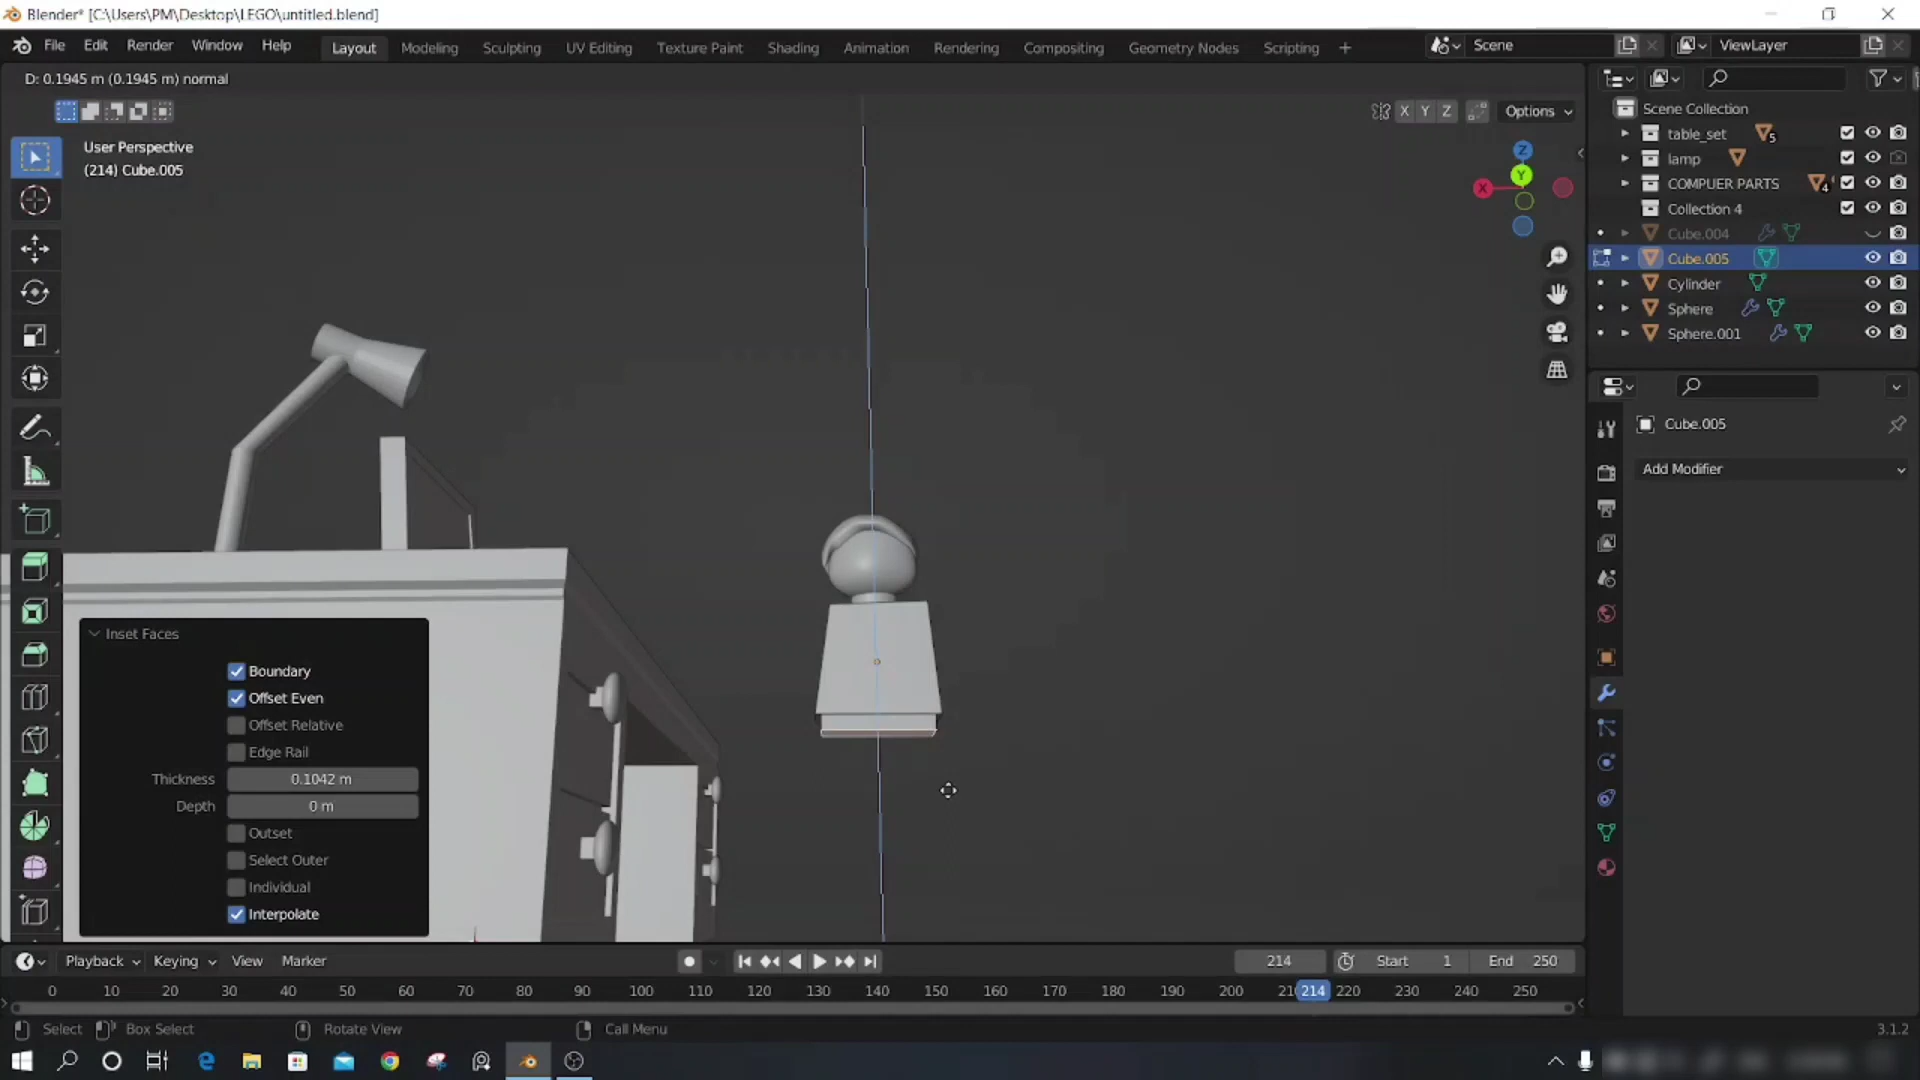 Blender* [C:\Users\PM\Desktop\LEGO\untitled.blend]
File Edit Render Window Help Layout Modeling Sculpting UV Editing Texture Paint Shading Animation Rendering Compositing Geometry Nodes Scripting + Scene ViewLayer
D: 0.1945 m (0.1945 m) normal
X Y Z Options
User Perspective
(214) Cube.005
Z
Y
X
Scene Collection
table_set 5
lamp
COMPUER PARTS 4
Collection 4
Cube.004
Cube.005
Cylinder
Sphere
Sphere.001
Cube.005
Add Modifier
Inset Faces
Boundary
Offset Even
Offset Relative
Edge Rail
Thickness 0.1042 m
Depth 0 m
Outset
Select Outer
Individual
Interpolate
Playback Keying View Marker 214 Start 1 End 250
0 10 20 30 40 50 60 70 80 90 100 110 120 130 140 150 160 170 180 190 200 21 214 220 230 240 250
Select Box Select Rotate View Call Menu 3.1.2